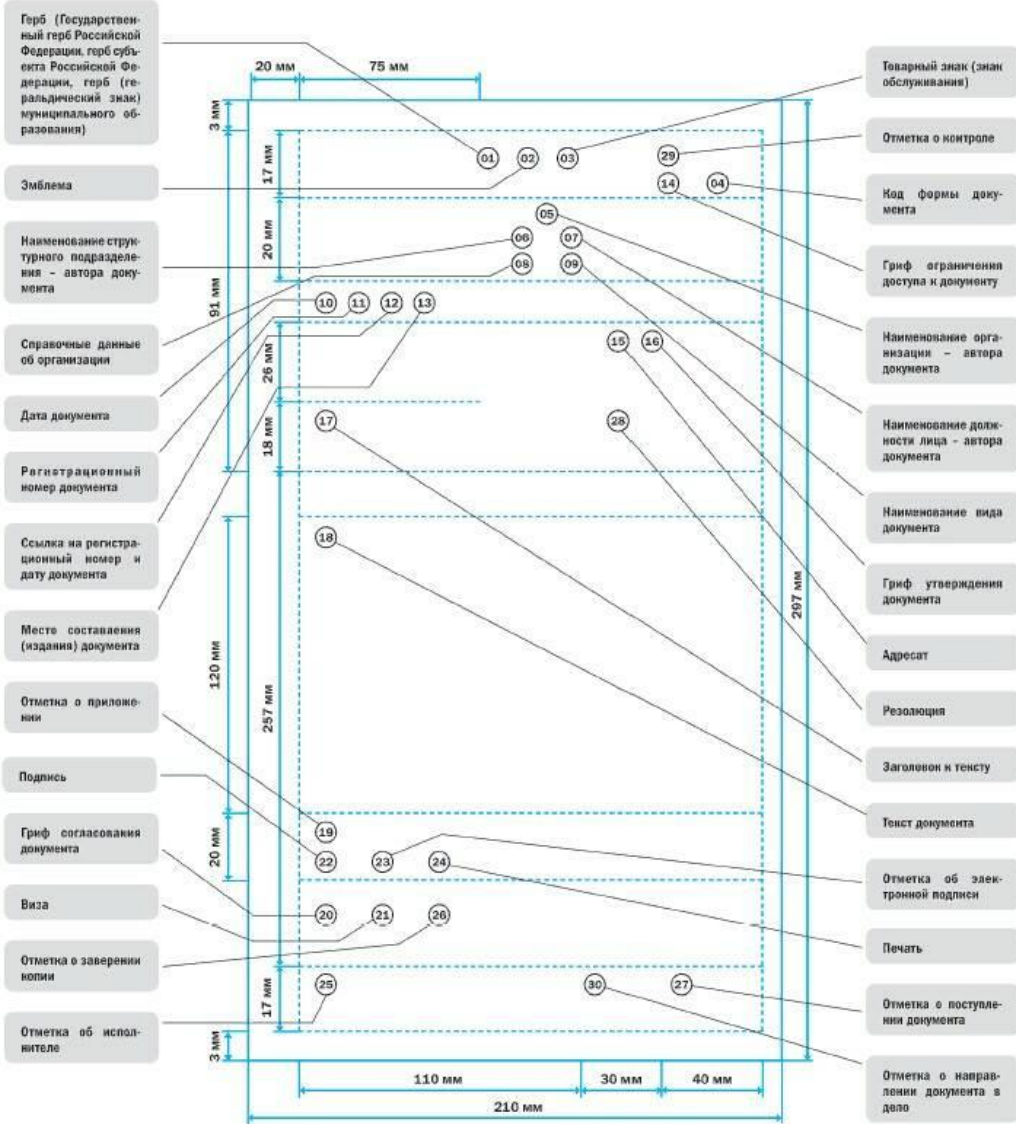 Герб (Государствен-
ный герб Российской
Федерации, герб субъ-
екта Российской Фе-
дерации, герб (ге-
ральдический знак)
муниципального об-
разования)
Эмблема
Наименование струк-
турного подразделе-
ния – автора доку-
мента
Справочные данные
об организации
Дата документа
Регистрационный
номер документа
Ссылка на регистра-
ционный номер и
дату документа
Место составления
(издания) документа
Отметка о приложе-
нии
Подпись
Гриф согласования
документа
Виза
Отметка о заверении
копии
Отметка об испол-
нителе
20 мм 75 мм
3 мм
17 мм
20 мм
91 мм
26 мм
18 мм
120 мм
257 мм
297 мм
20 мм
17 мм
3 мм
01 02 03 29
14 04
05
06 07
08 09
10 11 12 13
15 16
17 28
18
19
22 23 24
20 21 26
25 30 27
110 мм 30 мм 40 мм
210 мм
Товарный знак (знак
обслуживания)
Отметка о контроле
Код формы доку-
мента
Гриф ограничения
доступа к документу
Наименование орга-
низации – автора
документа
Наименование долж-
ности лица – автора
документа
Наименование вида
документа
Гриф утверждения
документа
Адресат
Резолюция
Заголовок к тексту
Текст документа
Отметка об элек-
тронной подписи
Печать
Отметка о поступле-
нии документа
Отметка о направ-
лении документа в
дело